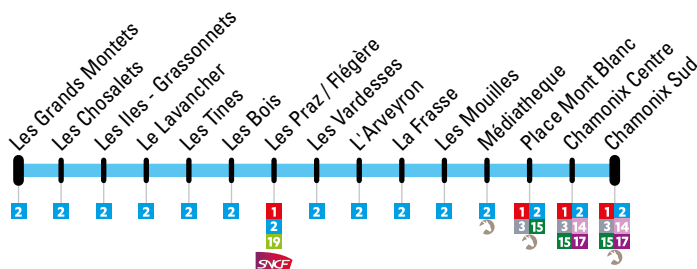 Les Grands Montets
Les Chosalets
Les Iles - Grassonnets
Le Lavancher
Les Tines
Les Bois
Les Praz / Flégère
Les Vardesses
L'Arveyron
La Frasse
Les Mouilles
Médiatheque
Place Mont Blanc
Chamonix Centre
Chamonix Sud
2 2 2 2 2 2 1 2 2 2 2 2 1 2 1 2 1 2
2 3 15 3 14 3 14
19 15 17 15 17
SNCF